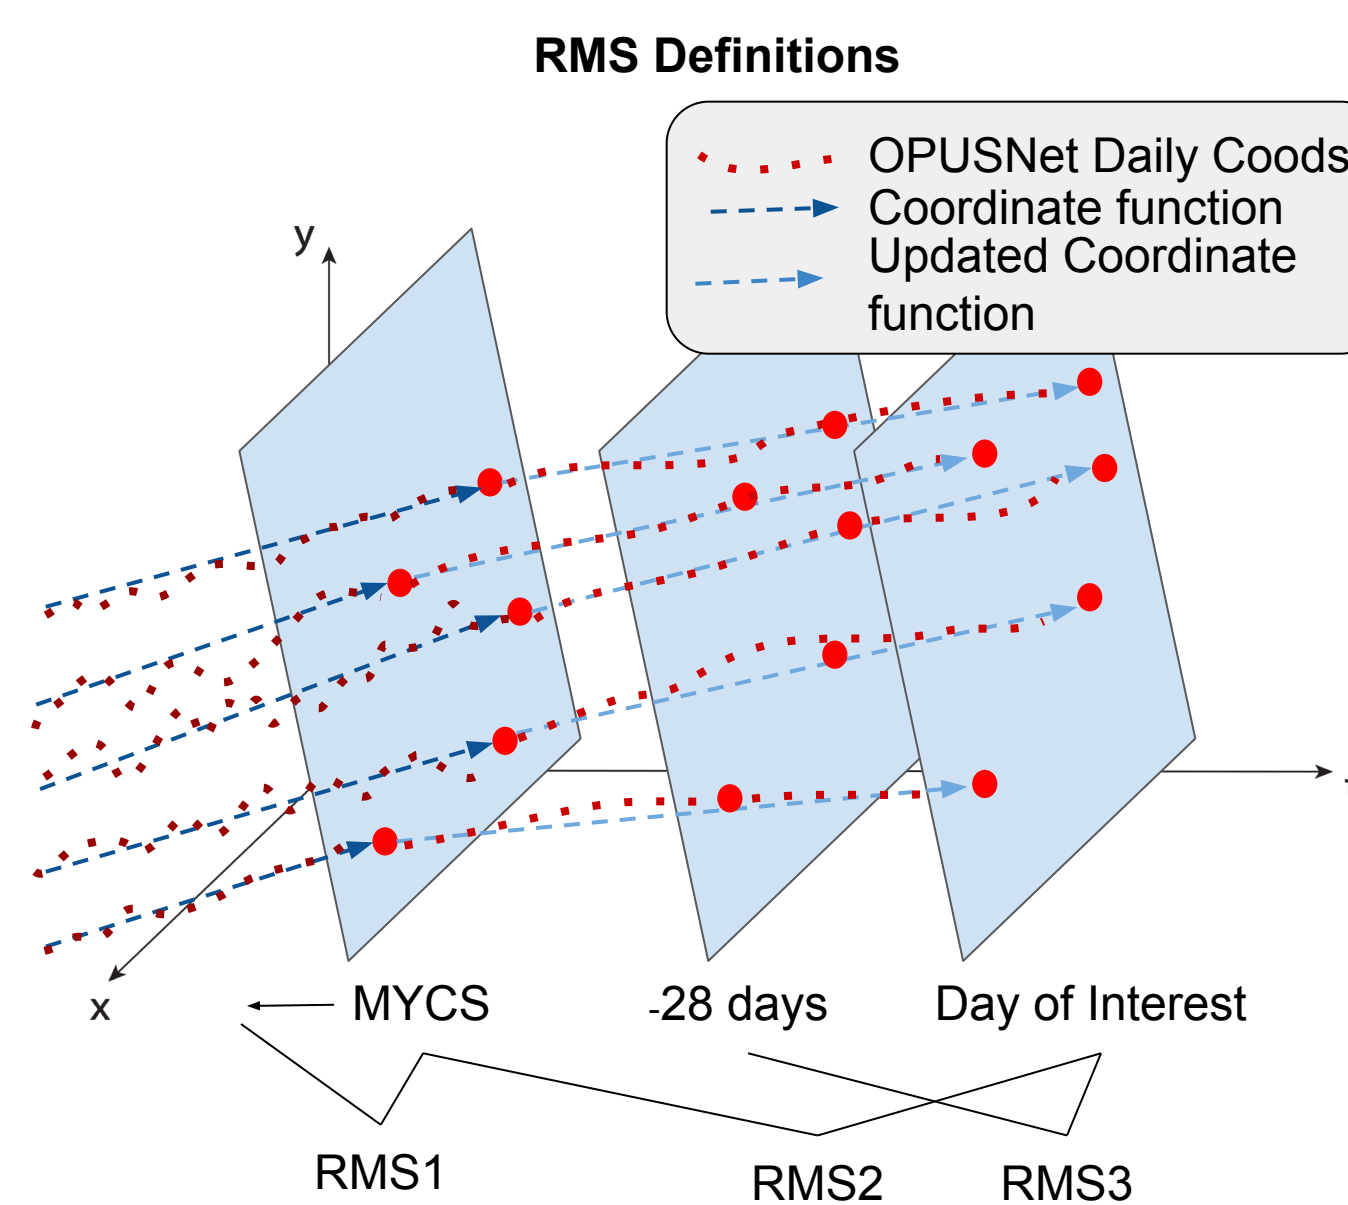 RMS Definitions
OPUSNet Daily Coods
Coordinate function
Updated Coordinate
function
y
x
MYCS
-28 days
Day of Interest
RMS1
RMS2
RMS3